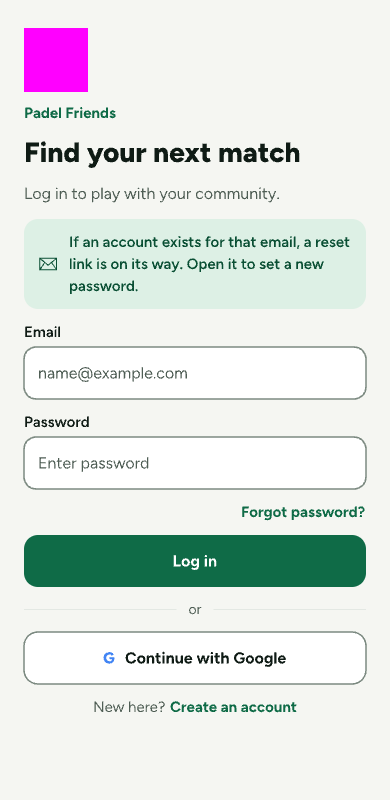 Padel Friends
Find your next match
Log in to play with your community.
If an account exists for that email, a reset
link is on its way. Open it to set a new
password.
Email
name@example.com
Password
Enter password
Forgot password?
Log in
or
G Continue with Google
New here? Create an account